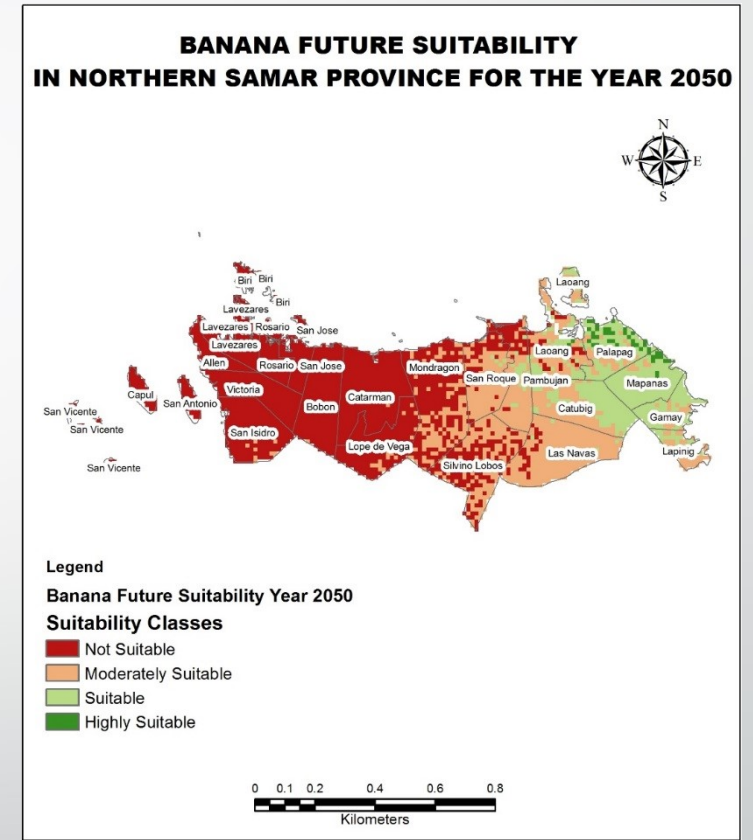 BANANA FUTURE SUITABILITY
IN NORTHERN SAMAR PROVINCE FOR THE YEAR 2050
N
W E
S
Laoang
Biri Biri
Biri
Lavezares
Lavezares Rosario San Jose
Lavezares
Laoang
Palapag
Allen
Rosario San Jose
Mondragon
San Roque Pambujan
Mapanas
Victoria
Capul
San Antonio
Catarman
Bobon
Catubig
Gamay
San Vicente
San Vicente
San Isidro
Lope de Vega
Las Navas
Lapinig
San Vicente
Silvino Lobos
Legend
Banana Future Suitability Year 2050
Suitability Classes
Not Suitable
Moderately Suitable
Suitable
Highly Suitable
0 0.1 0.2 0.4 0.6 0.8
Kilometers